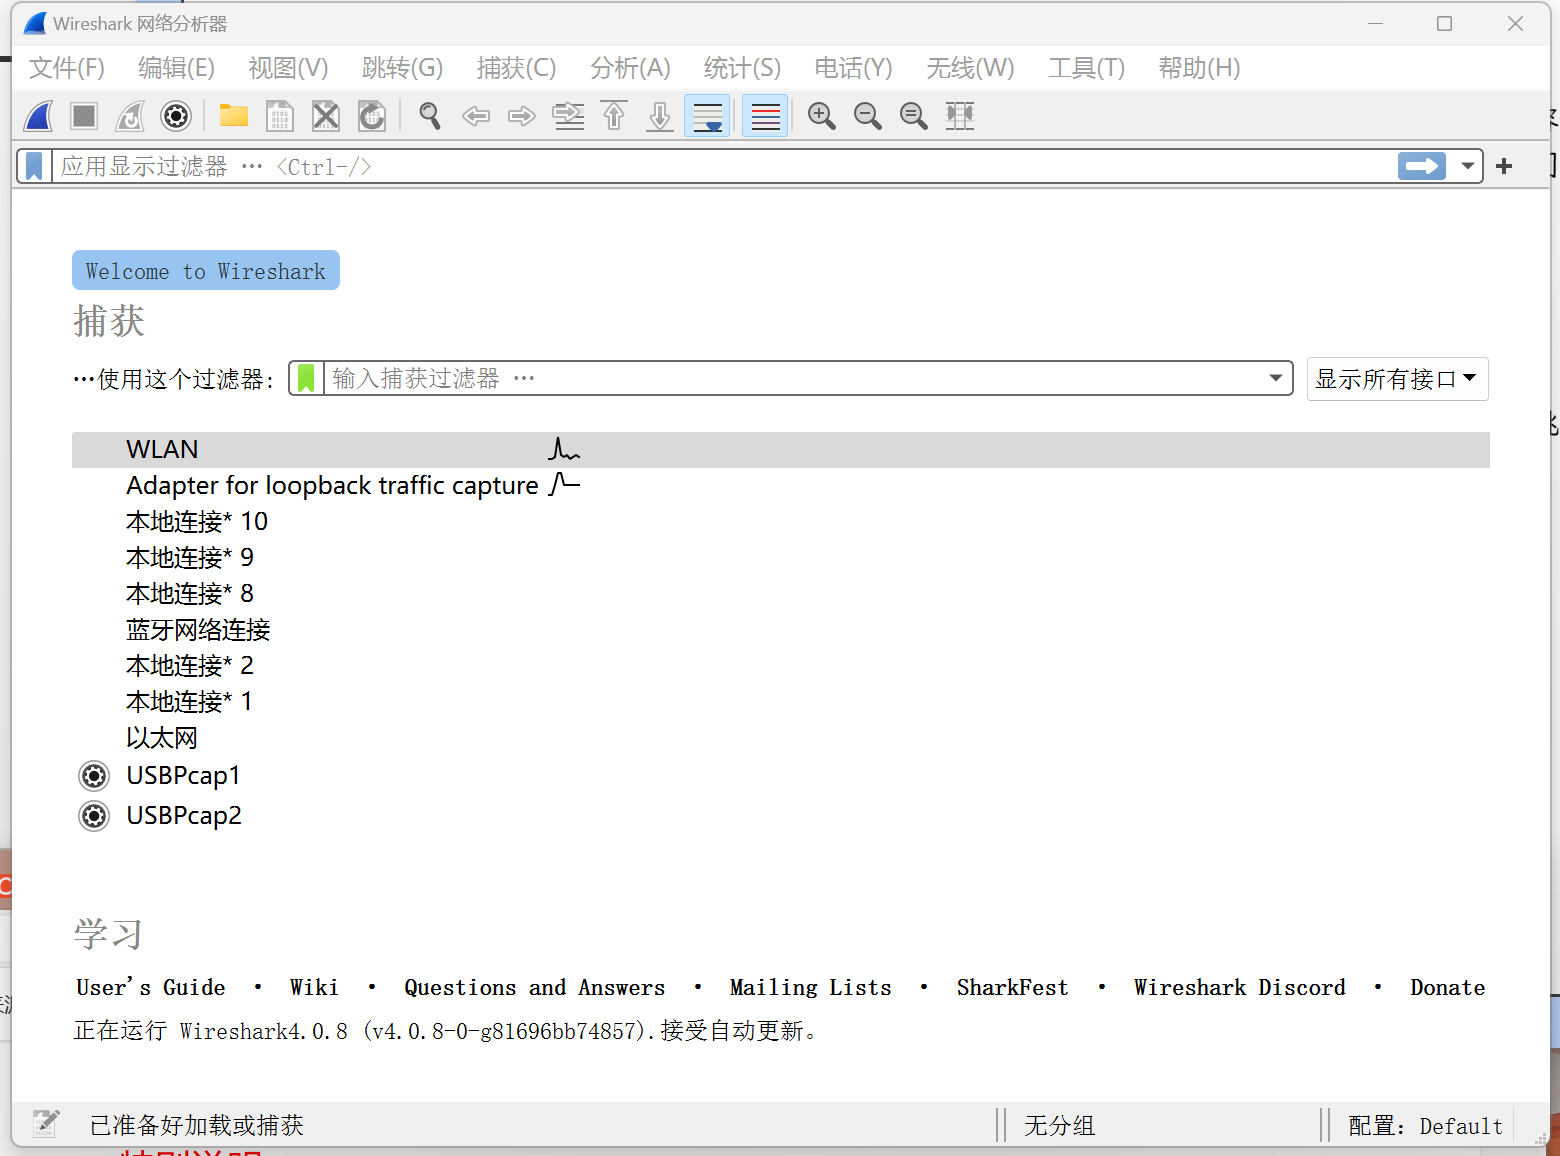 Wireshark 网络分析器
文件(F) 编辑(E) 视图(V) 跳转(G) 捕获(C) 分析(A) 统计(S) 电话(Y) 无线(W) 工具(T) 帮助(H)
应用显示过滤器 … <Ctrl-/>
Welcome to Wireshark
捕获
…使用这个过滤器: 输入捕获过滤器 … 显示所有接口
WLAN
Adapter for loopback traffic capture
本地连接* 10
本地连接* 9
本地连接* 8
蓝牙网络连接
本地连接* 2
本地连接* 1
以太网
USBPcap1
USBPcap2
学习
User's Guide · Wiki · Questions and Answers · Mailing Lists · SharkFest · Wireshark Discord · Donate
正在运行 Wireshark4.0.8 (v4.0.8-0-g81696bb74857).接受自动更新。
已准备好加载或捕获 无分组 配置: Default